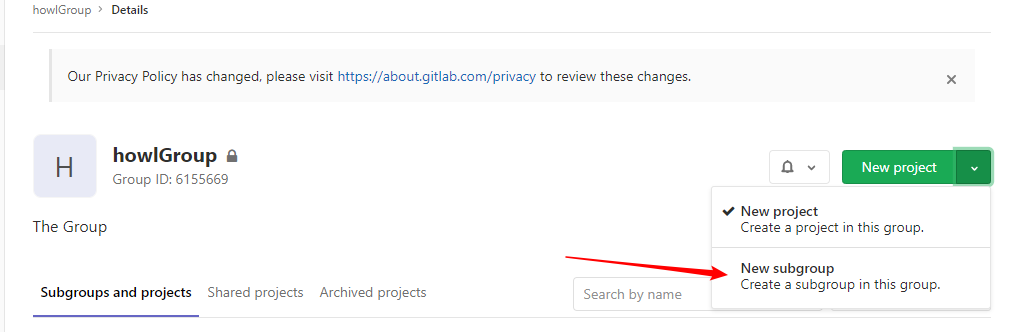 howlGroup › Details
Our Privacy Policy has changed, please visit https://about.gitlab.com/privacy to review these changes. ×
H
howlGroup
Group ID: 6155669
New project
The Group
New project
Create a project in this group.
New subgroup
Create a subgroup in this group.
Subgroups and projects Shared projects Archived projects Search by name